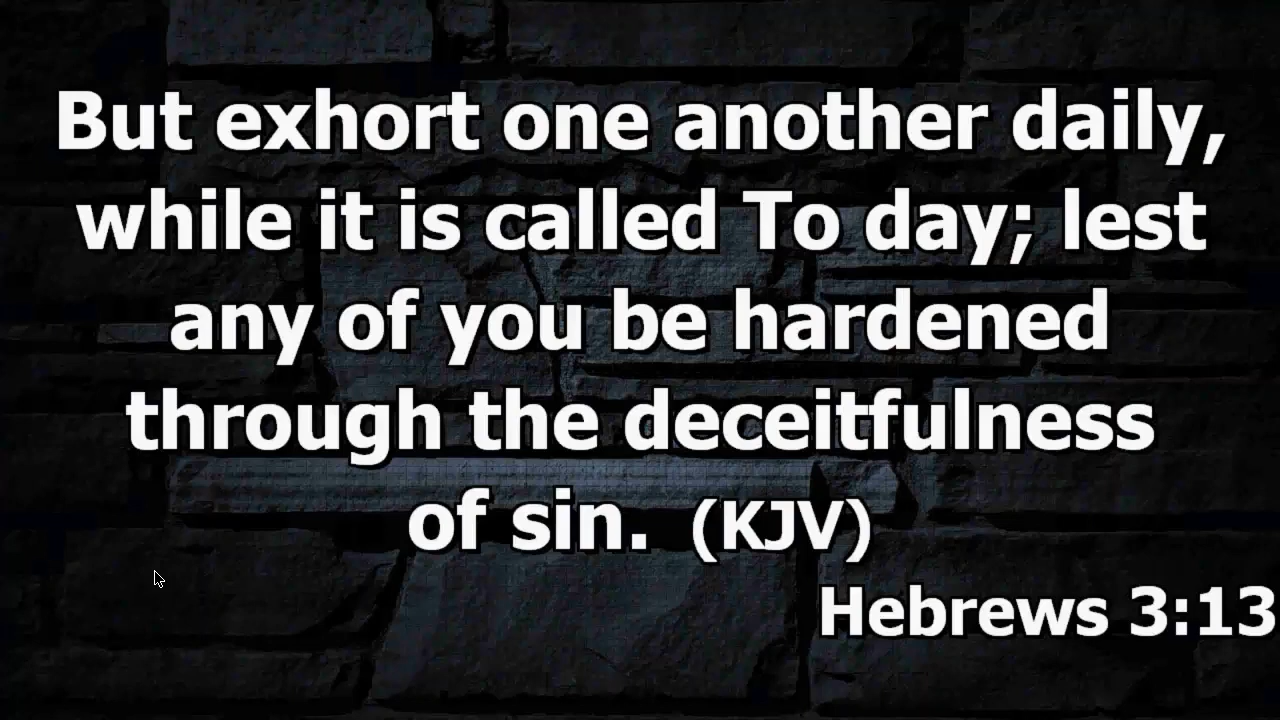 But exhort one another daily,
while it is called To day; lest
any of you be hardened
through the deceitfulness
of sin. (KJV)
Hebrews 3:13